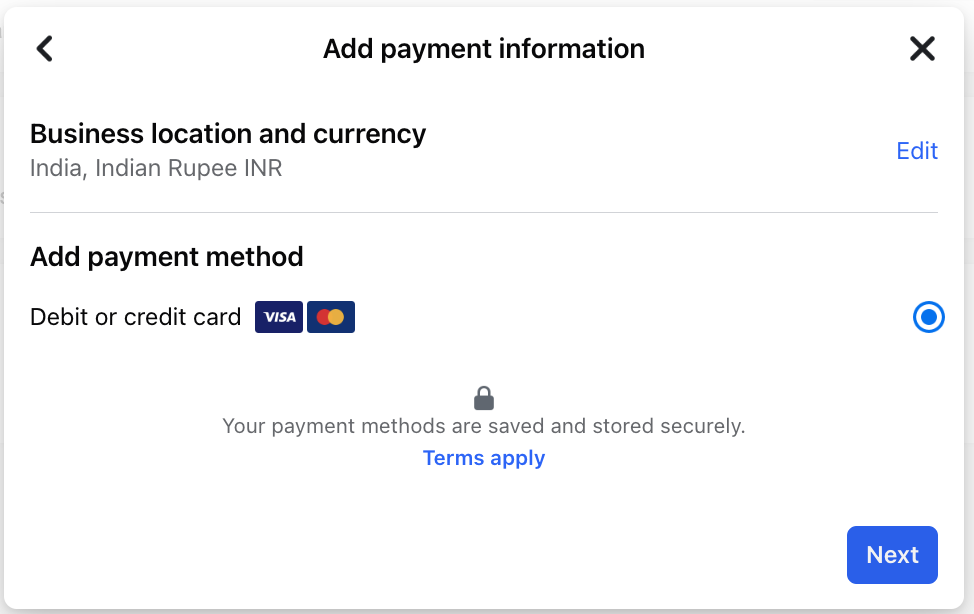 Add payment information
Business location and currency
India, Indian Rupee INR
Edit
Add payment method
Debit or credit card VISA
Your payment methods are saved and stored securely.
Terms apply
Next